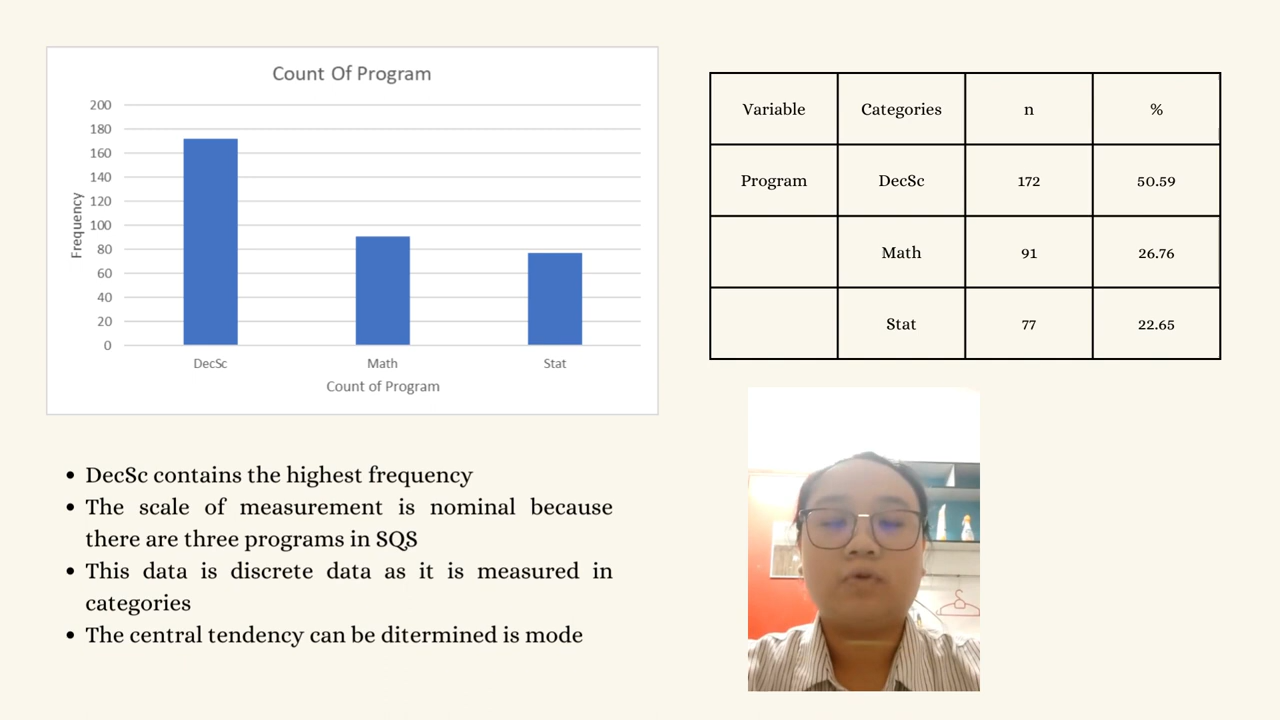 Count Of Program
200
180
160
140
120
100
80
60
40
20
0
Frequency
DecSc Math Stat
Count of Program
Variable Categories n %
Program DecSc 172 50.59
Math 91 26.76
Stat 77 22.65
• DecSc contains the highest frequency
• The scale of measurement is nominal because
there are three programs in SQS
• This data is discrete data as it is measured in
categories
• The central tendency can be ditermined is mode